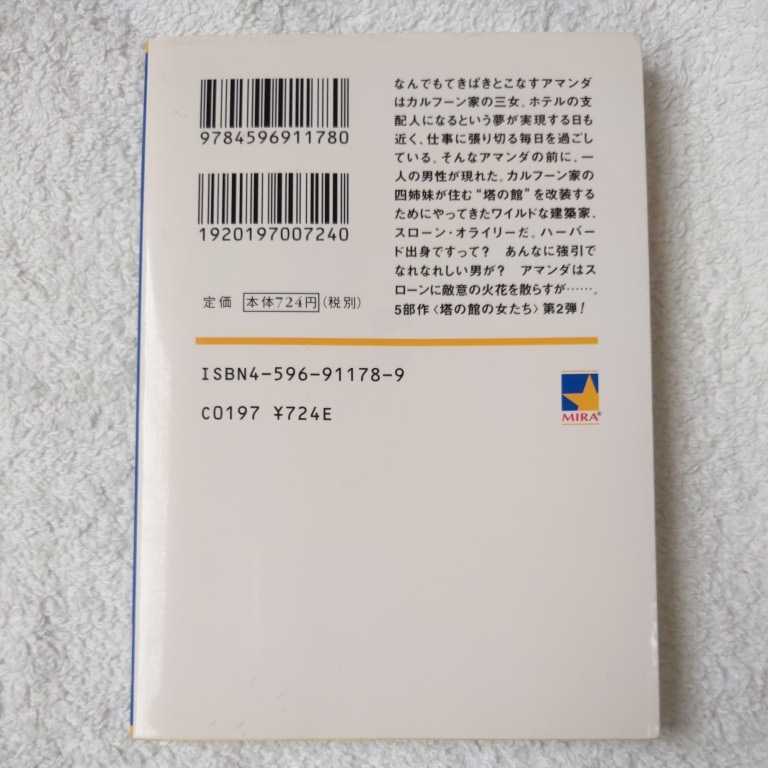 9784596911780
1920197007240
定価 本体724円(税別)
なんでもてきぱきとこなすアマンダ
はカルフーン家の三女。ホテルの支
配人になるという夢が実現する日も
近く、仕事に張り切る毎日を過ごし
ている。そんなアマンダの前に、一
人の男性が現れた。カルフーン家の
四姉妹が住む“塔の館”を改装する
ためにやってきたワイルドな建築家、
スローン・オライリーだ。ハーバー
ド出身ですって？ あんなに強引で
なれなれしい男が？ アマンダはス
ローンに敵意の火花を散らすが……。
5部作〈塔の館の女たち〉第2弾！
ISBN4-596-91178-9
C0197 ¥724E
MIRA®